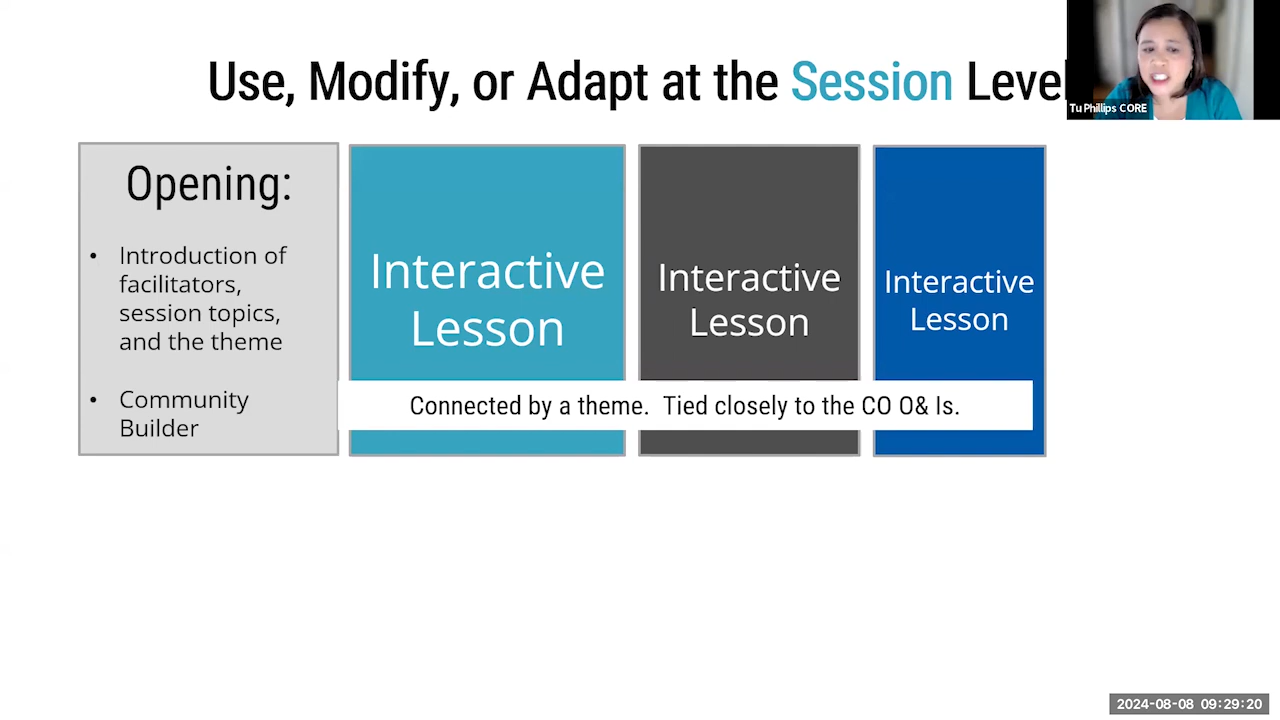 Use, Modify, or Adapt at the Session Level
Tu Phillips CORE
Opening:
• Introduction of
facilitators,
session topics,
and the theme
• Community
Builder
Interactive
Lesson
Interactive
Lesson
Interactive
Lesson
Connected by a theme.  Tied closely to the CO O& Is.
2024-08-08 09:29:20